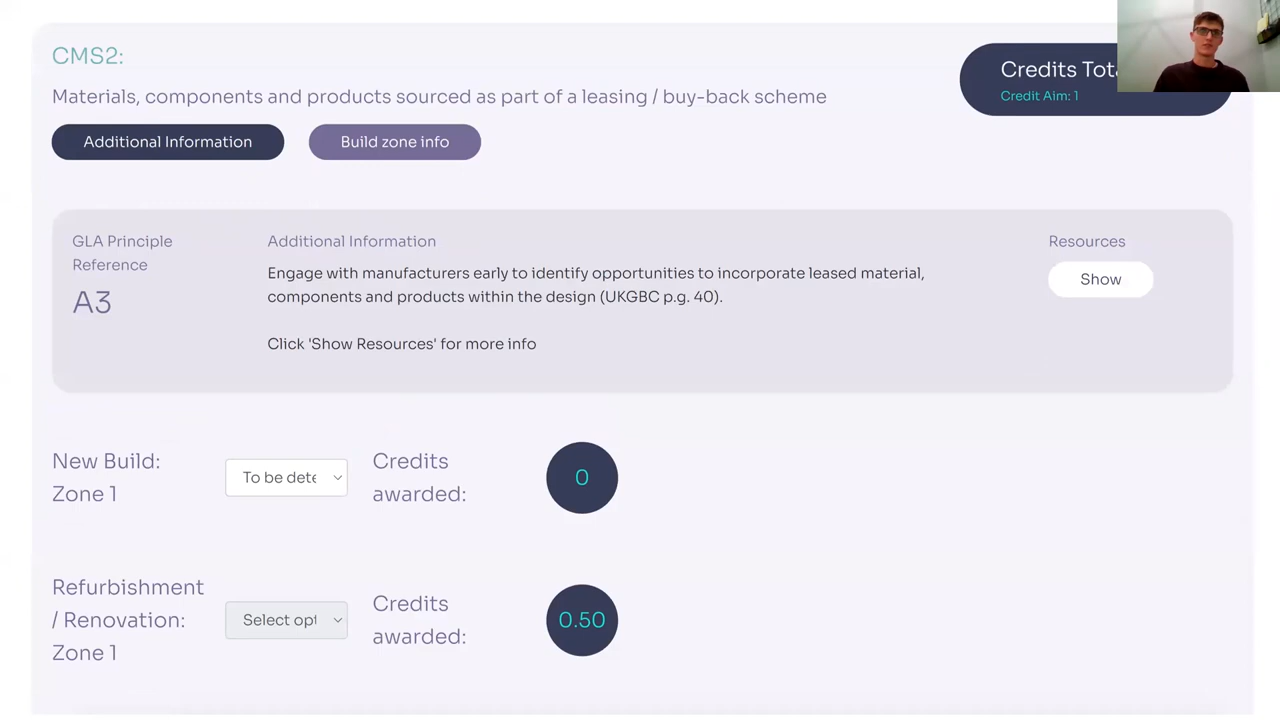 CMS2:
Materials, components and products sourced as part of a leasing / buy-back scheme
Additional Information
Build zone info
Credits
Credit Aim: 1
GLA Principle
Reference
A3
Additional Information
Engage with manufacturers early to identify opportunities to incorporate leased material,
components and products within the design (UKGBC p.g. 40).
Click 'Show Resources' for more info
Resources
Show
New Build:
Zone 1
To be dete
Credits
awarded:
0
Refurbishment
/ Renovation:
Zone 1
Select opt
Credits
awarded:
0.50